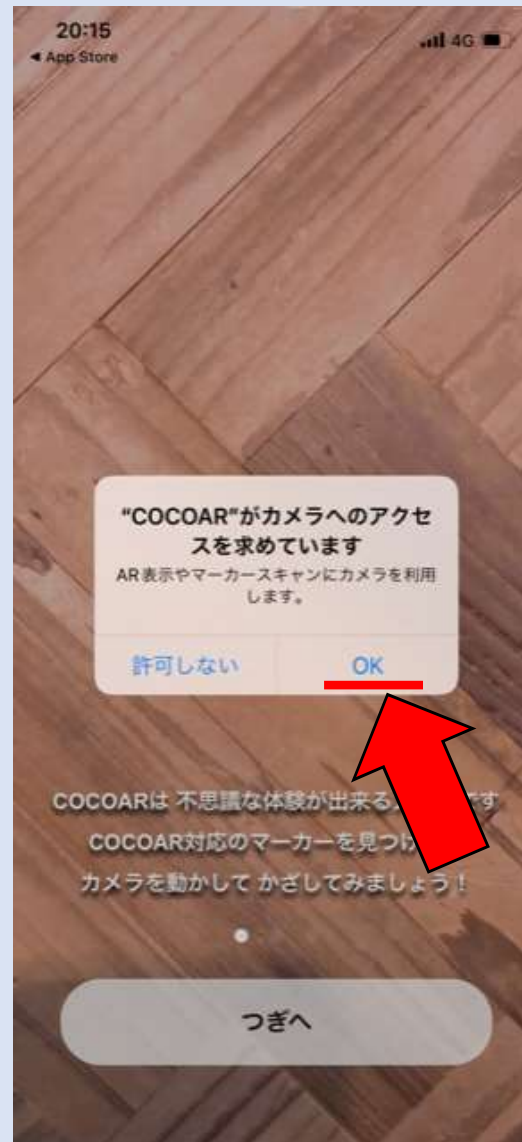 20:15
4G
◀ App Store
“COCOAR”がカメラへのアクセ
スを求めています
AR表示やマーカースキャンにカメラを利用
します。
許可しない OK
COCOARは 不思議な体験が出来る す
COCOAR対応のマーカーを見つけ
カメラを動かして かざしてみましょう！
つぎへ